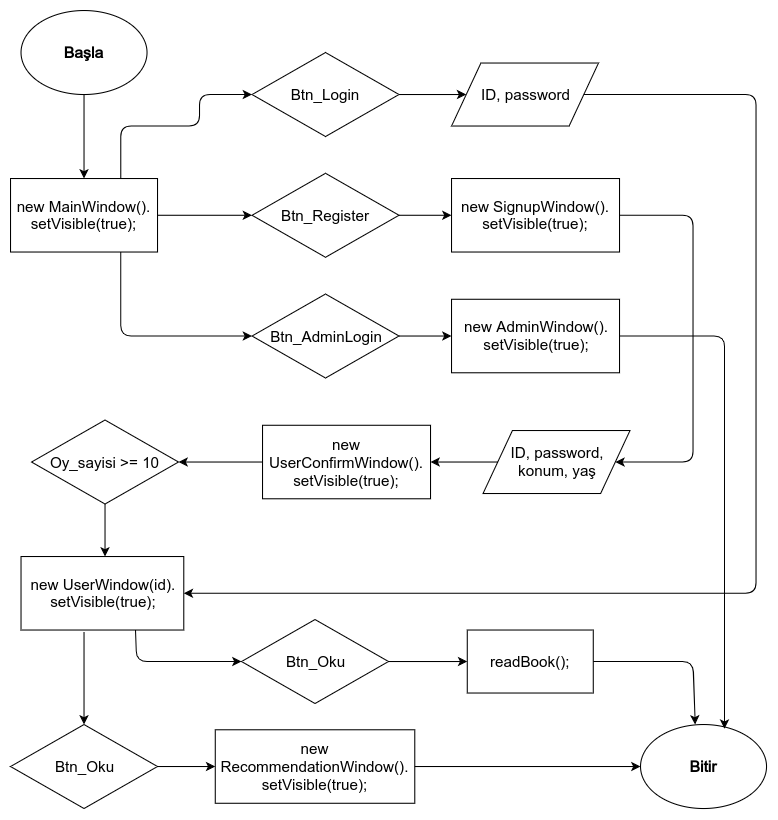 Başla
Btn_Login
ID, password
new MainWindow().
setVisible(true);
Btn_Register
new SignupWindow().
setVisible(true);
Btn_AdminLogin
new AdminWindow().
setVisible(true);
Oy_sayisi >= 10
new
UserConfirmWindow().
setVisible(true);
ID, password,
konum, yaş
new UserWindow(id).
setVisible(true);
Btn_Oku
readBook();
Btn_Oku
new
RecommendationWindow().
setVisible(true);
Bitir